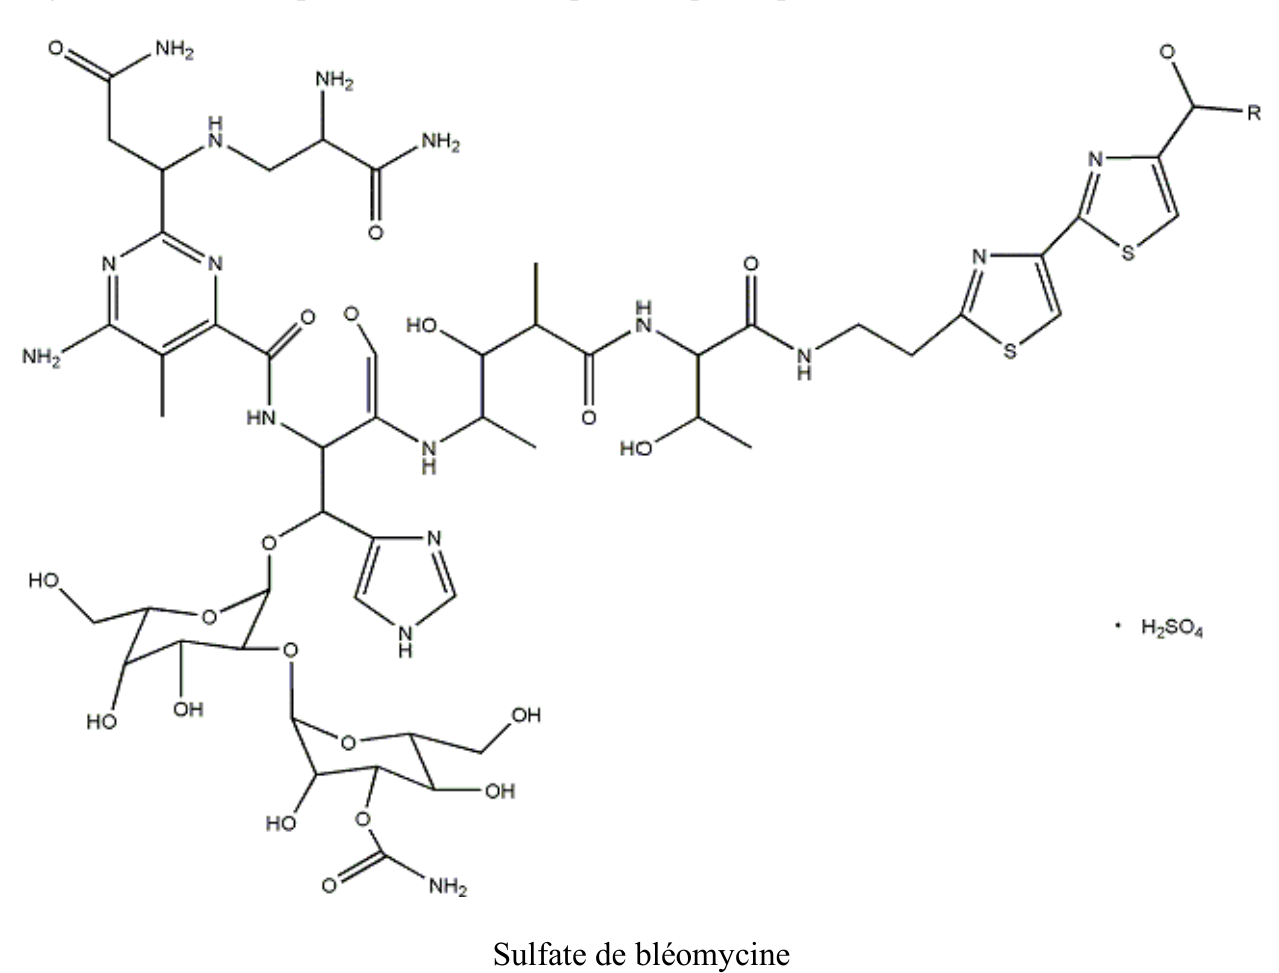 O NH2
NH2
O
H
N NH2
R
N
O
S
N N N O
O H
N
HO S
O
NH2 N
H
O
HN
N
H
HO
O N
HO
O
N
H
O
· H2SO4
HO OH
OH
O
OH
HO O
O NH2
Sulfate de bléomycine